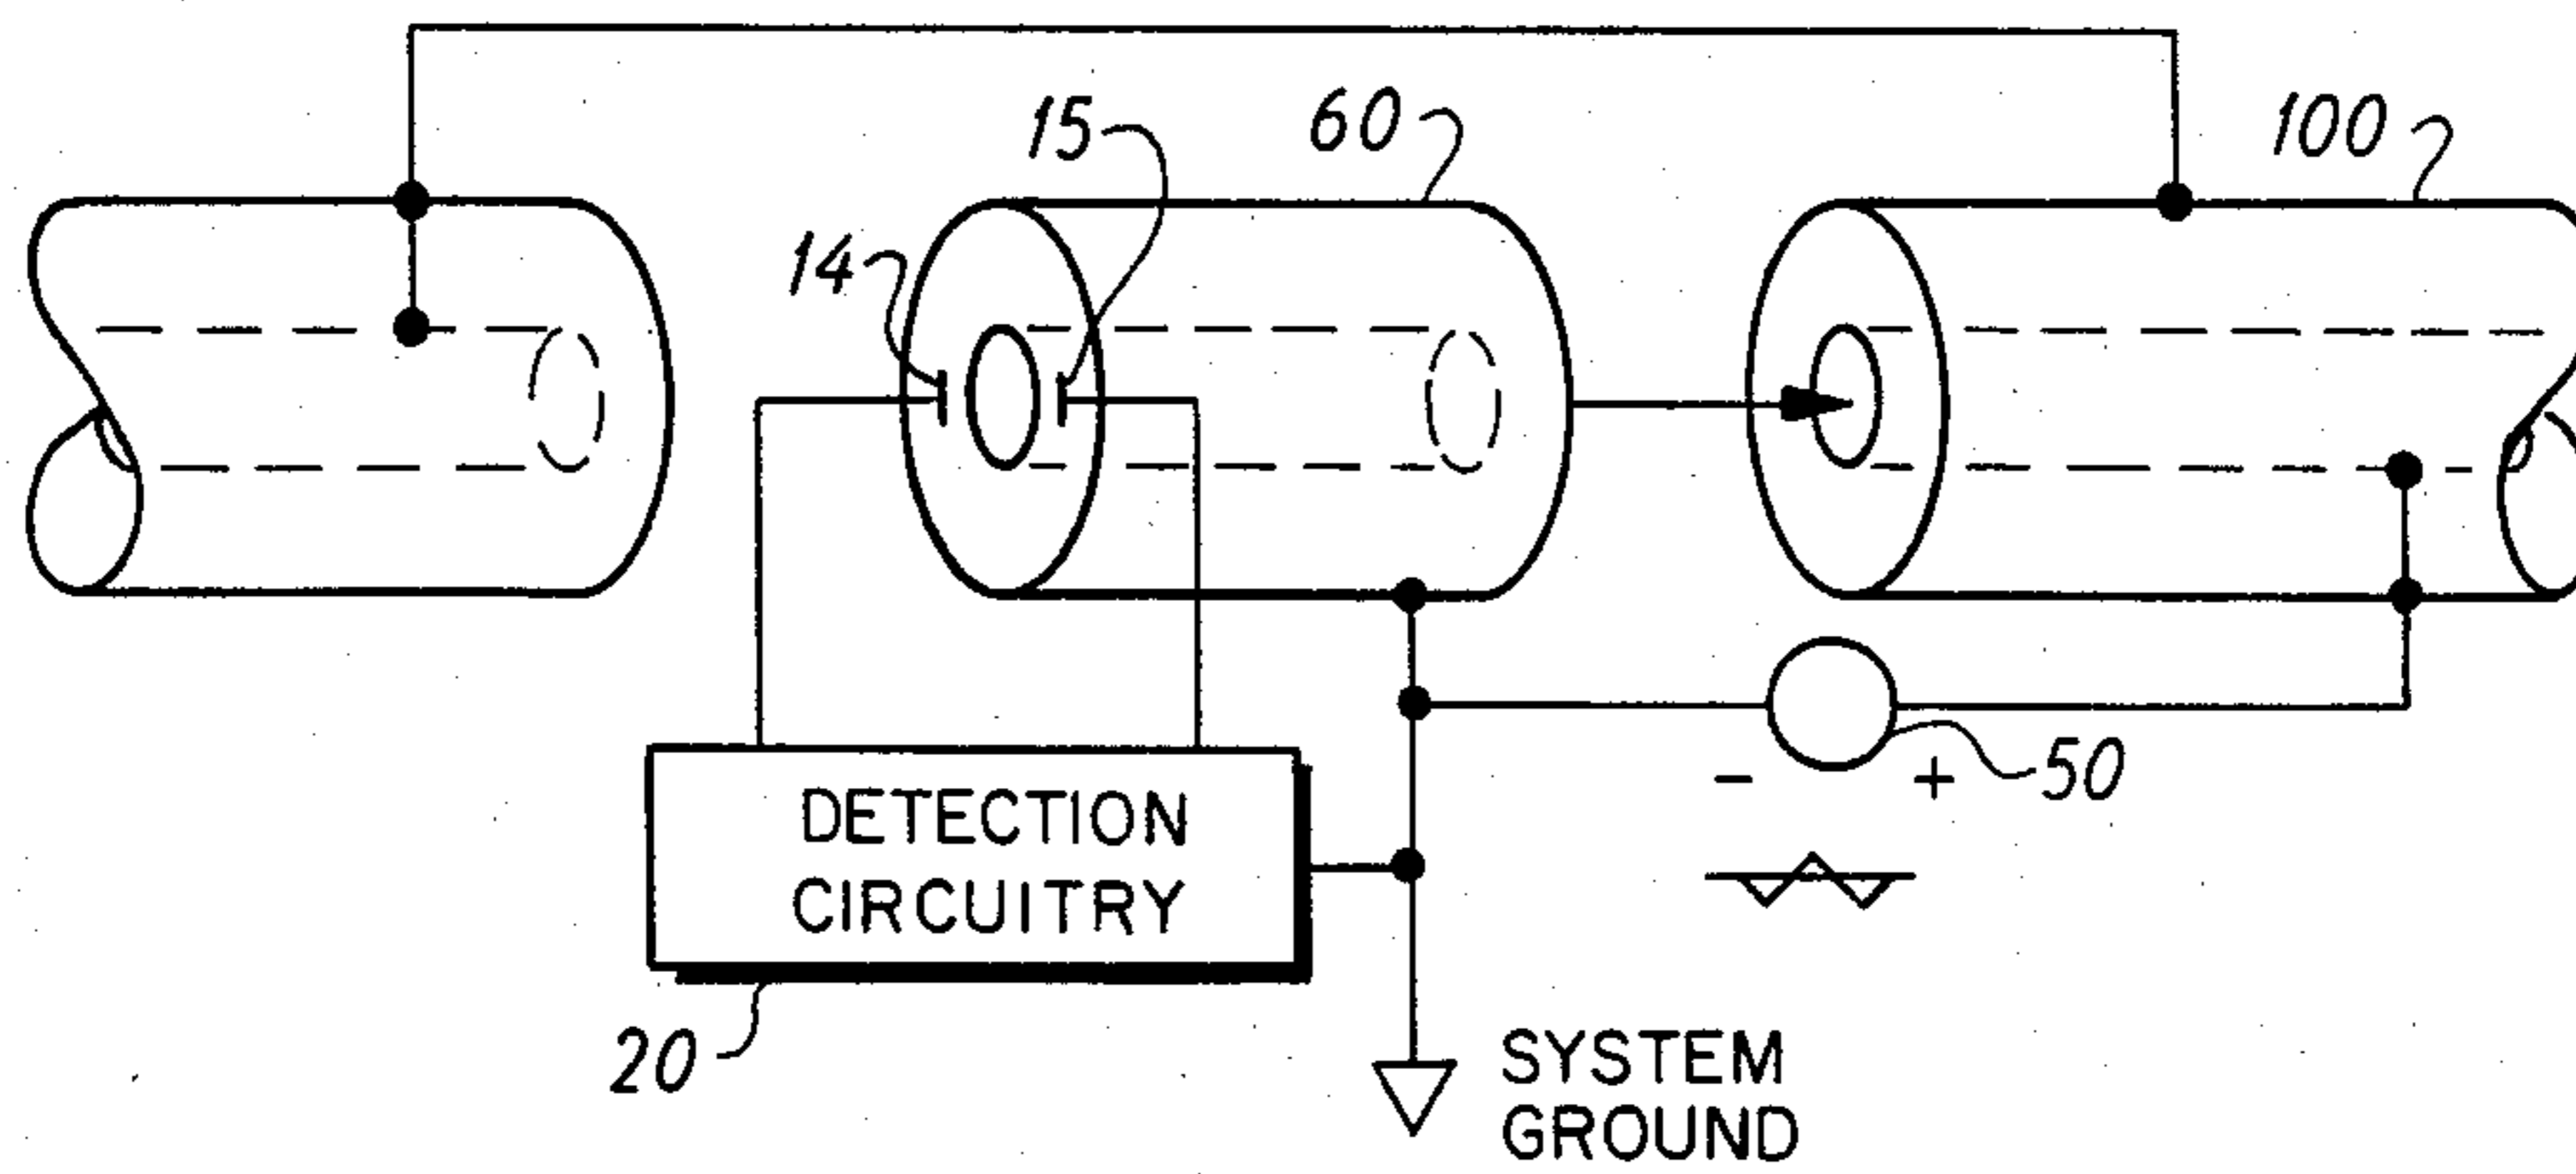 15
60
100
14
50
- +
DETECTION
CIRCUITRY
20
SYSTEM
GROUND